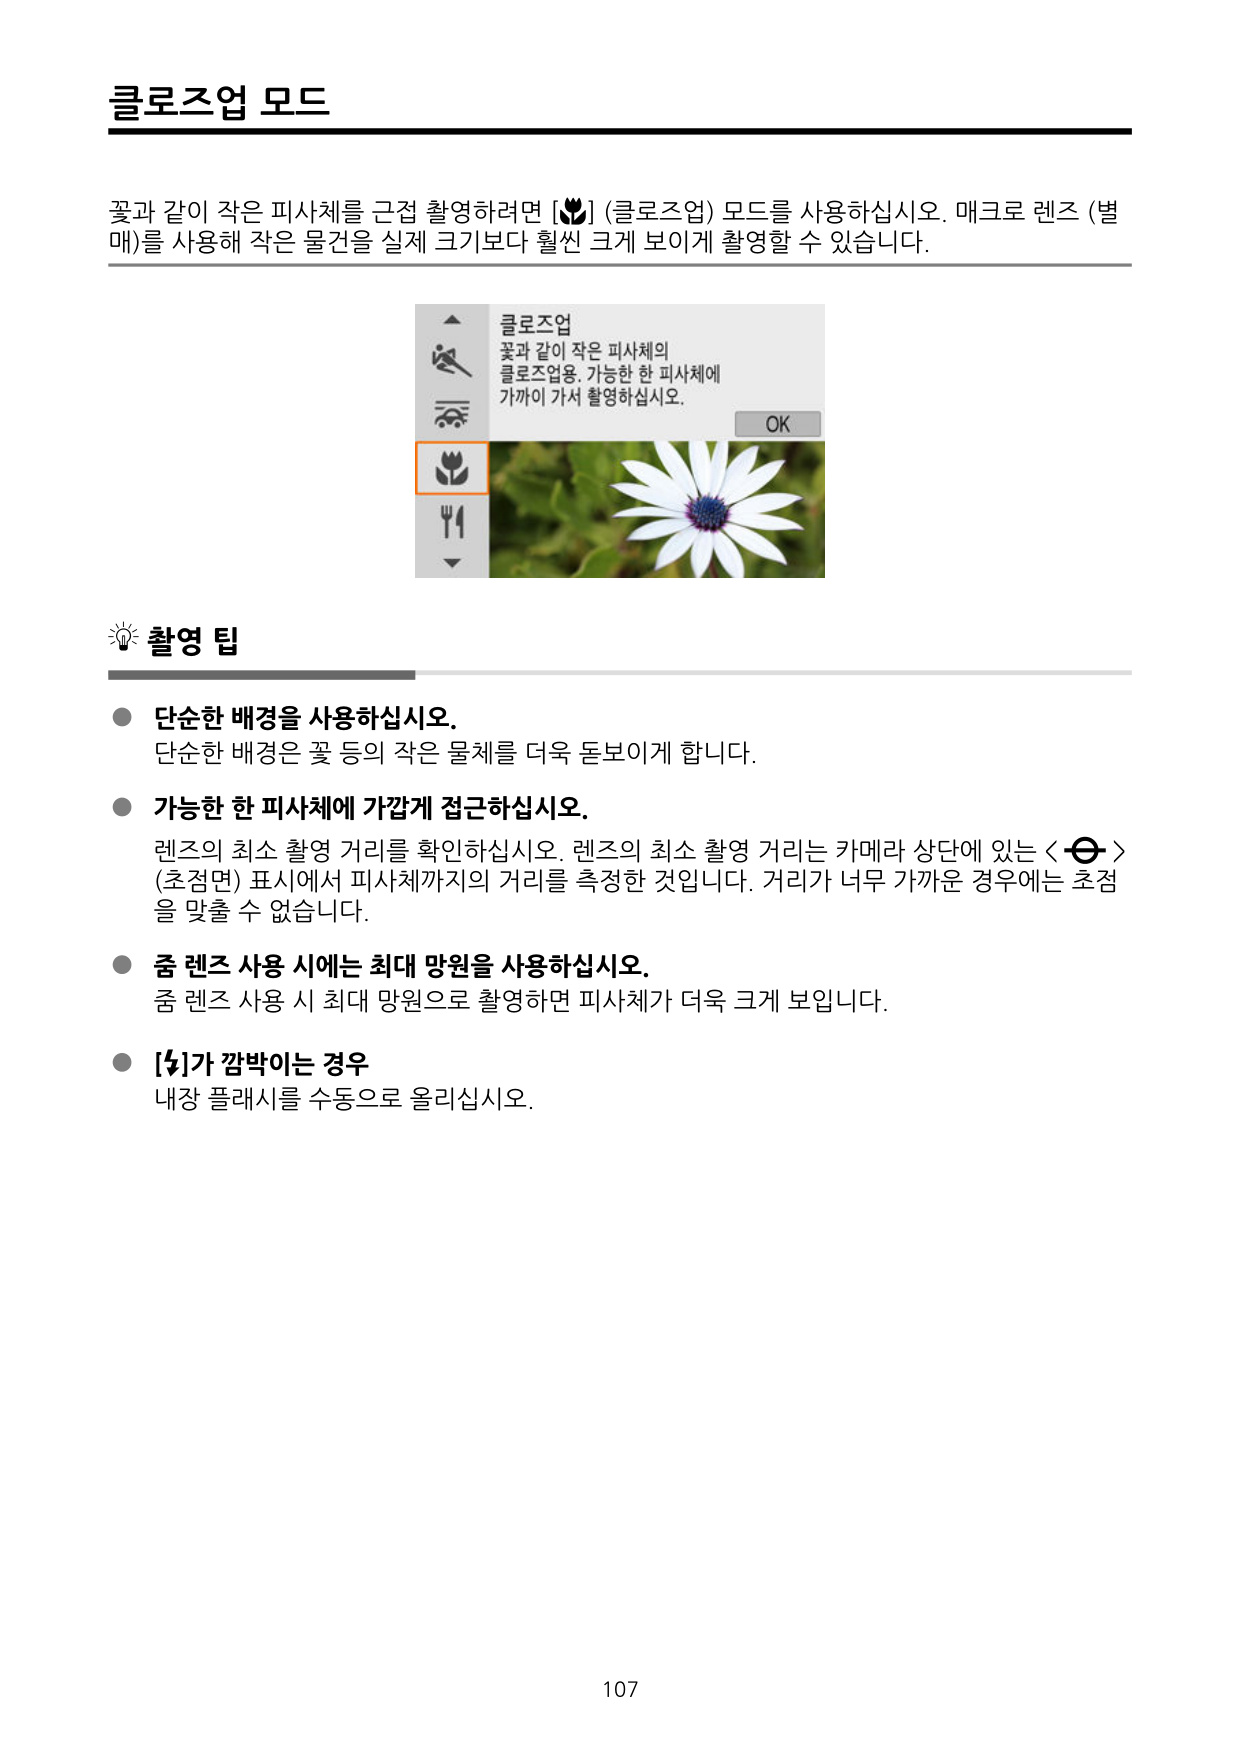 클로즈업 모드
꽃과 같이 작은 피사체를 근접 촬영하려면 [] (클로즈업) 모드를 사용하십시오. 매크로 렌즈 (별
매)를 사용해 작은 물건을 실제 크기보다 훨씬 크게 보이게 촬영할 수 있습니다.
클로즈업
꽃과 같이 작은 피사체의
클로즈업용. 가능한 한 피사체에
가까이 가서 촬영하십시오.
OK
촬영 팁
● 단순한 배경을 사용하십시오.
단순한 배경은 꽃 등의 작은 물체를 더욱 돋보이게 합니다.
● 가능한 한 피사체에 가깝게 접근하십시오.
렌즈의 최소 촬영 거리를 확인하십시오. 렌즈의 최소 촬영 거리는 카메라 상단에 있는 < >
(초점면) 표시에서 피사체까지의 거리를 측정한 것입니다. 거리가 너무 가까운 경우에는 초점
을 맞출 수 없습니다.
● 줌 렌즈 사용 시에는 최대 망원을 사용하십시오.
줌 렌즈 사용 시 최대 망원으로 촬영하면 피사체가 더욱 크게 보입니다.
● []가 깜박이는 경우
내장 플래시를 수동으로 올리십시오.
107